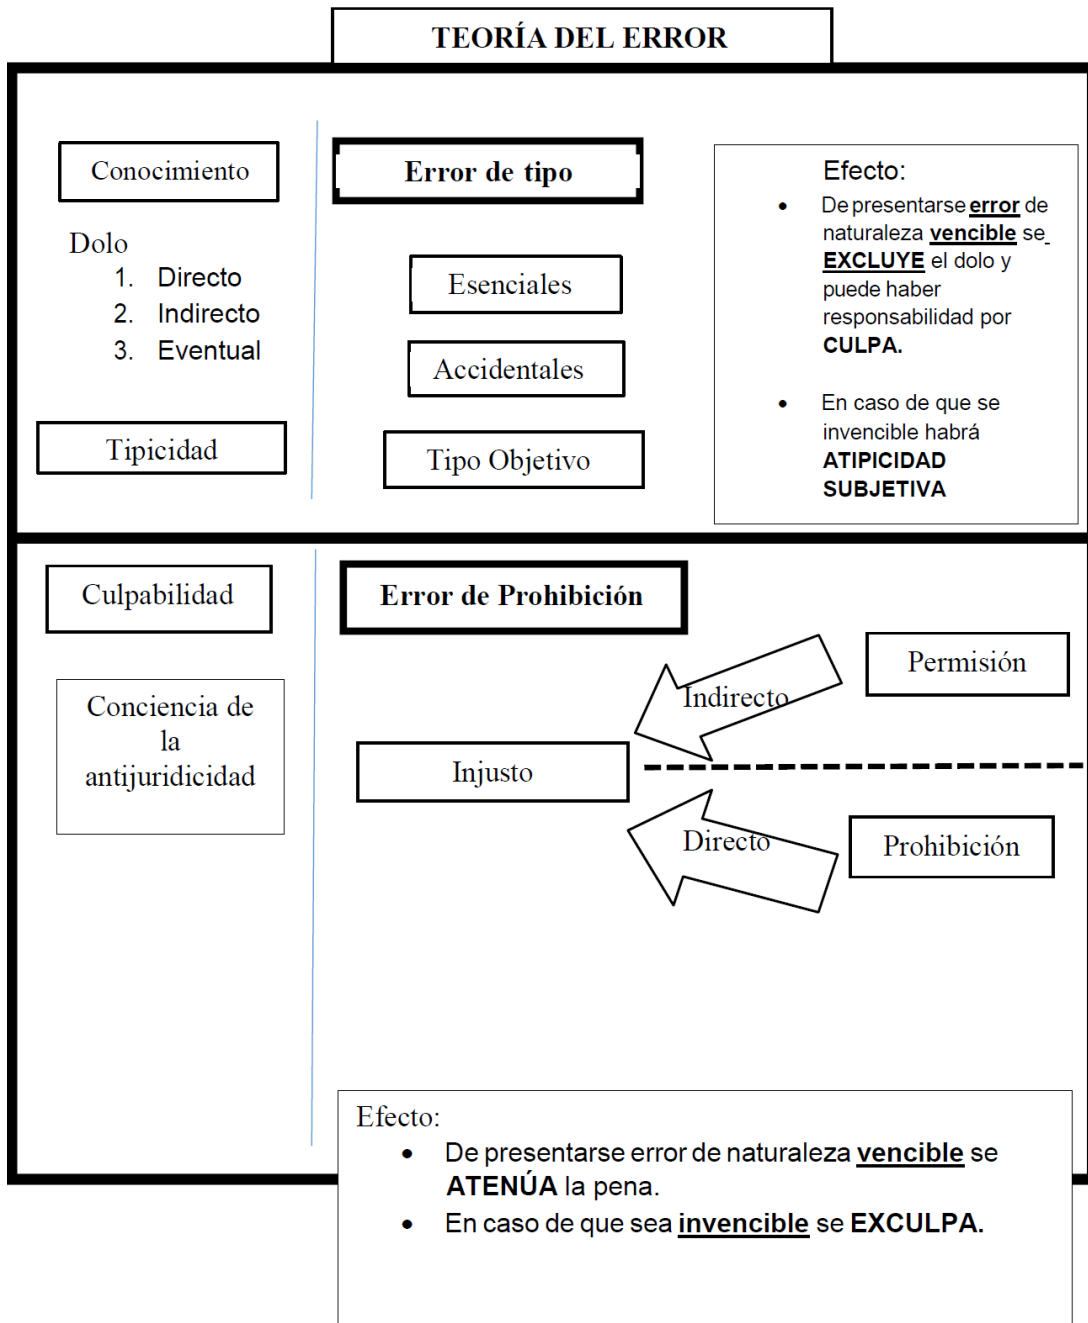 TEORÍA DEL ERROR
Conocimiento
Dolo
1. Directo
2. Indirecto
3. Eventual
Tipicidad
Error de tipo
Esenciales
Accidentales
Tipo Objetivo
Efecto:
• De presentarse error de
naturaleza vencible se
EXCLUYE el dolo y
puede haber
responsabilidad por
CULPA.
• En caso de que se
invencible habrá
ATIPICIDAD
SUBJETIVA
Culpabilidad
Conciencia de
la
antijuridicidad
Error de Prohibición
Permisión
Indirecto
Injusto
Directo
Prohibición
Efecto:
• De presentarse error de naturaleza vencible se
ATENÚA la pena.
• En caso de que sea invencible se EXCULPA.